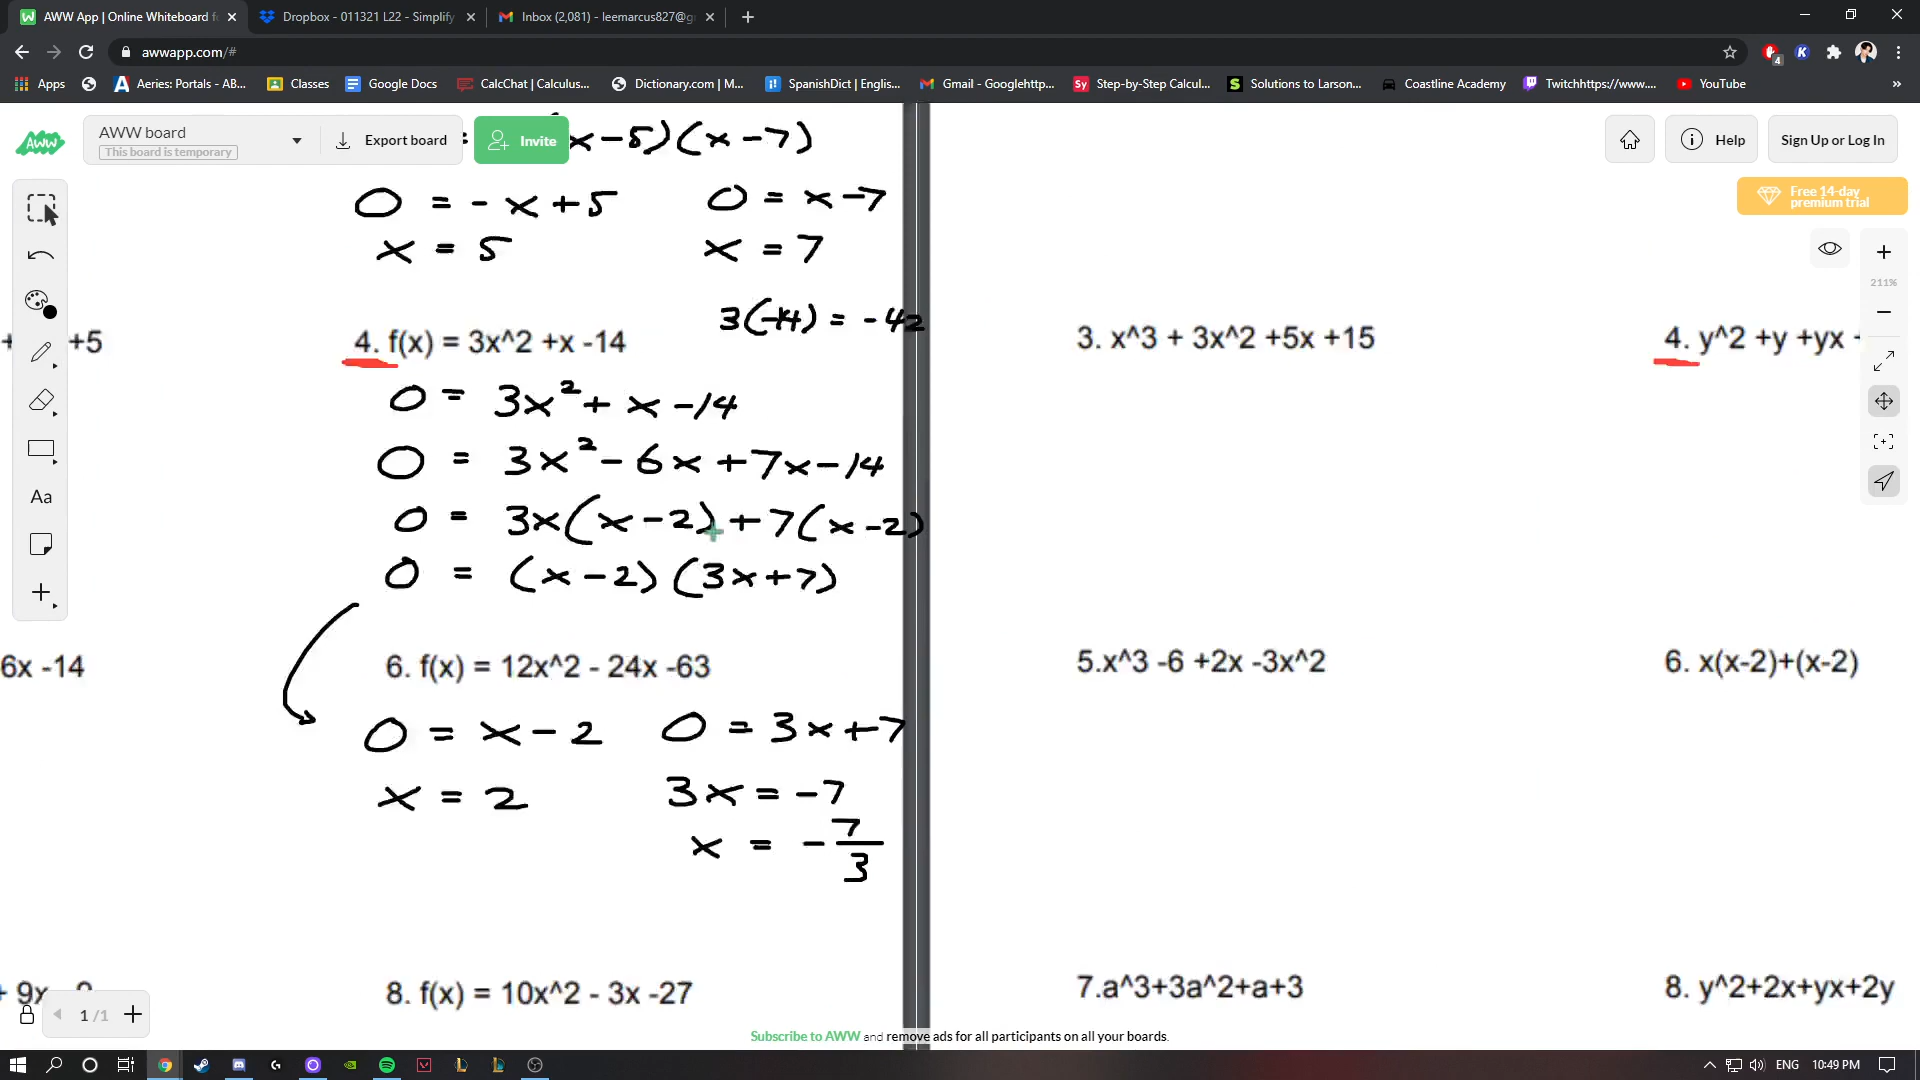 AWW App | Online Whiteboard f
Dropbox - 011321 L22 - Simplify
Inbox (2,081) - leemarcus827@g
awwapp.com/#
4
Apps
Aeries: Portals - AB...
Classes
Google Docs
CalcChat | Calculus...
Dictionary.com | M...
SpanishDict | Englis...
Gmail - Googlehttp...
Sy Step-by-Step Calcul...
S Solutions to Larson...
Coastline Academy
Twitchhttps://www....
YouTube
»
AWW
AWW board
This board is temporary
Export board
Invite
Help
Sign Up or Log In
Free 14-day
premium trial
211%
Aa
= x - 5)(x - 7)
0 = - x + 5
0 = x - 7
x = 5
x = 7
3(-14) = -42
+ +5
4. f(x) = 3x^2 +x -14
0 = 3x² + x - 14
0 = 3x² - 6x + 7x - 14
0 = 3x(x - 2) + 7(x - 2)
0 = (x - 2)(3x + 7)
6x -14
6. f(x) = 12x^2 - 24x -63
0 = x - 2
0 = 3x + 7
x = 2
3x = -7
x = - 7/3
+ 9x
8. f(x) = 10x^2 - 3x -27
3. x^3 + 3x^2 +5x +15
4. y^2 +y +yx
5.x^3 -6 +2x -3x^2
6. x(x-2)+(x-2)
7.a^3+3a^2+a+3
8. y^2+2x+yx+2y
1 /1
Subscribe to AWW and remove ads for all participants on all your boards.
ENG
10:49 PM